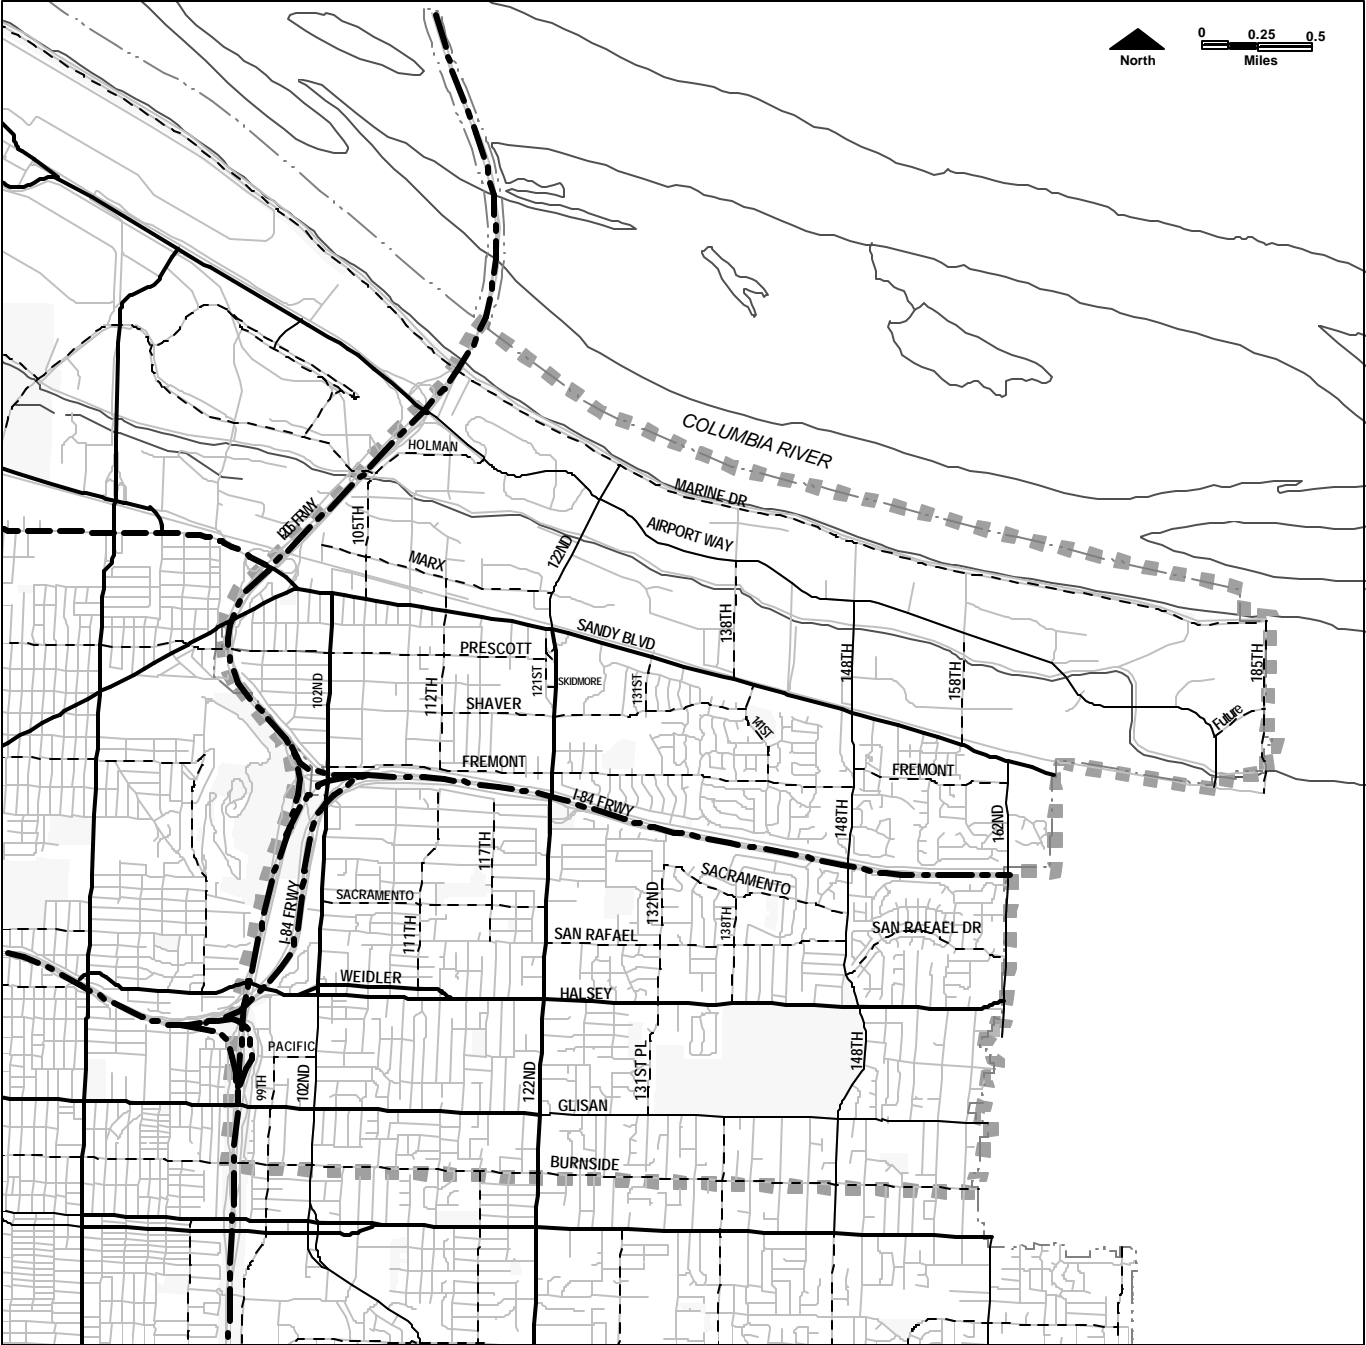 0 0.25 0.5
North Miles
COLUMBIA RIVER
HOLMAN
MARINE DR
I-205 FRWY
105TH
AIRPORT WAY
122ND
MARX
138TH
SANDY BLVD
PRESCOTT
148TH
185TH
121ST
SKIDMORE
131ST
158TH
102ND
112TH
SHAVER
141ST
Future
FREMONT
FREMONT
I-84 FRWY
148TH
162ND
117TH
SACRAMENTO
SACRAMENTO
132ND
138TH
I-84 FRWY
111TH
SAN RAFAEL
SAN RAFAEL DR
WEIDLER
HALSEY
PACIFIC
148TH
131ST PL
99TH
102ND
122ND
GLISAN
BURNSIDE